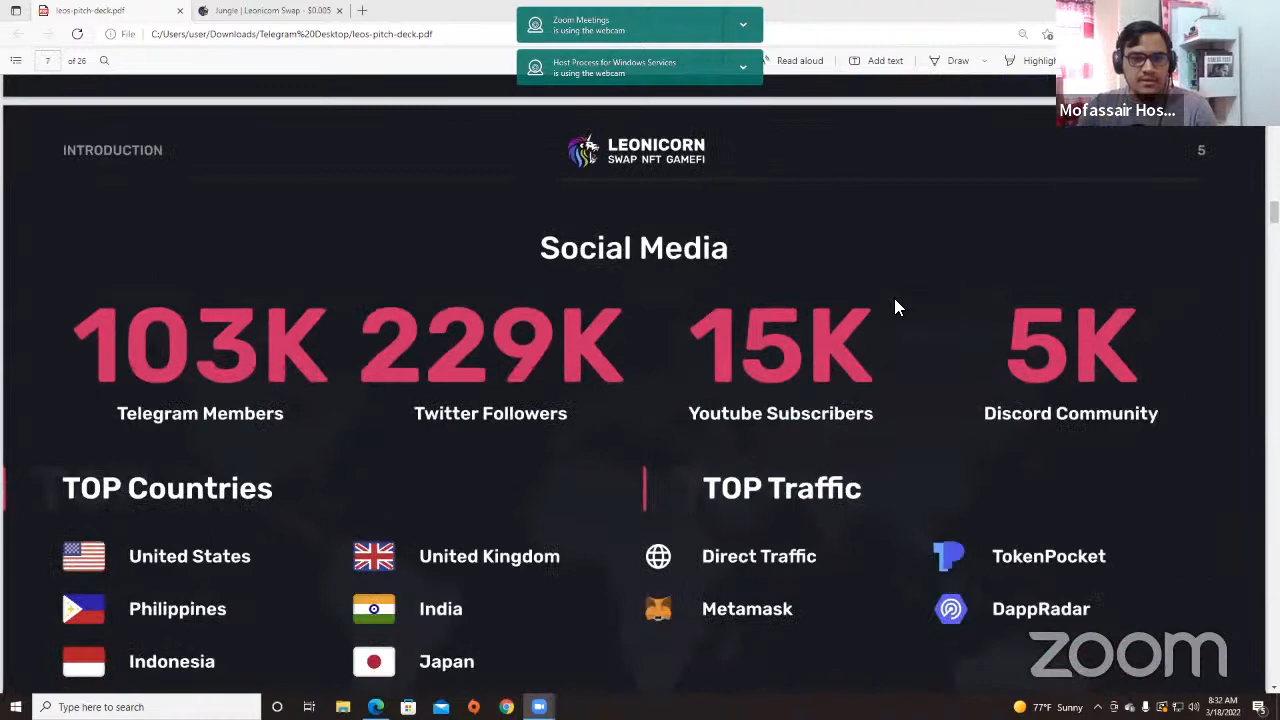 leos-pitch-deck.pdf
Jungle | Leonicorn Swap - $0.005
Zoom Meetings
is using the webcam
File
C:/Users/user/Downloads/Telegram%20Desktop/leos-pitch-deck.pdf
7 of 26
Host Process for Windows Services
is using the webcam
Read aloud
Add text
Draw
Highligh
Mofassair Hos...
INTRODUCTION
LEONICORN
SWAP NFT GAMEFI
5
Social Media
103K
229K
15K
5K
Telegram Members
Twitter Followers
Youtube Subscribers
Discord Community
TOP Countries
TOP Traffic
United States
United Kingdom
Direct Traffic
TokenPocket
Philippines
India
Metamask
DappRadar
Indonesia
Japan
zoom
Type here to search
77°F Sunny
8:32 AM
3/18/2022